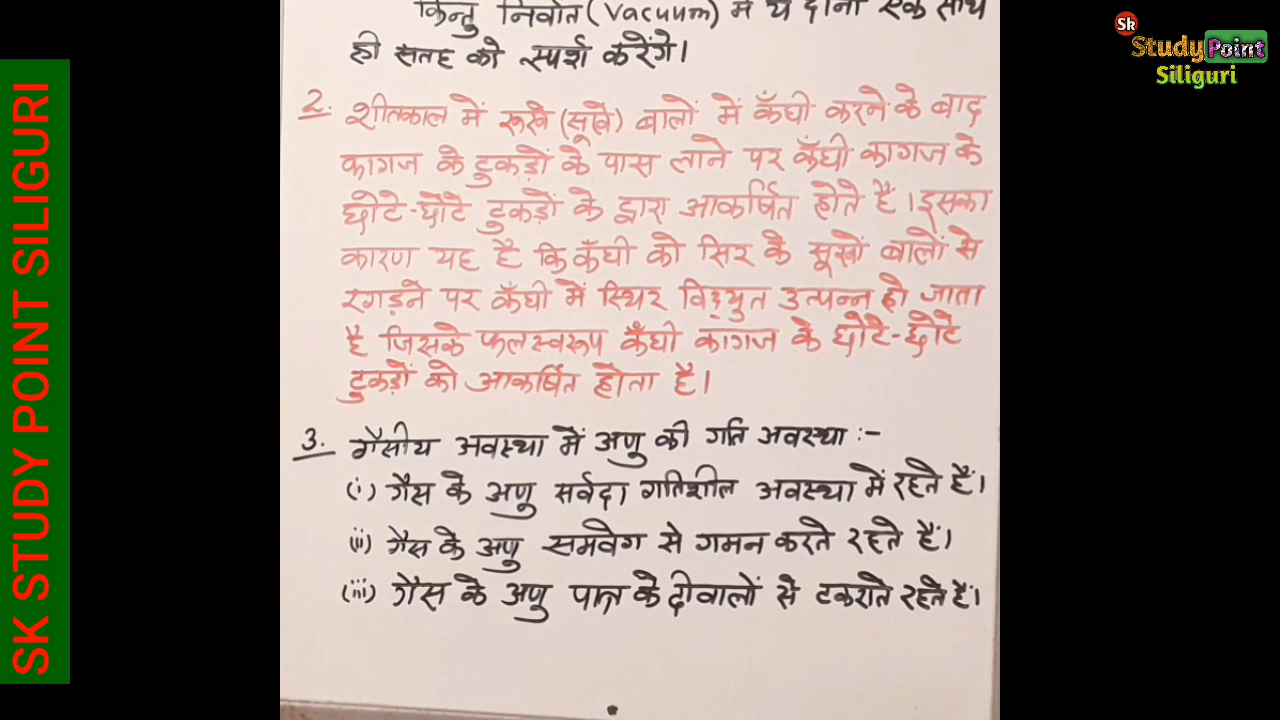 किन्तु निर्वात (Vacuum) में ये दोनों एक साथ
ही सतह को स्पर्श करेंगे।
2. शीतकाल में रूखे (सूखे) बालों में कँघी करने के बाद
कागज के टुकड़ों के पास लाने पर कँघी कागज के
छोटे-छोटे टुकड़ों के द्वारा आकर्षित होते हैं। इसका
कारण यह है कि कँघी को सिर के सूखों बालों से
रगड़ने पर कँघी में स्थिर विद्युत उत्पन्न हो जाता
है जिसके फलस्वरूप कँघी कागज के छोटे-छोटे
टुकड़ों को आकर्षित होता है।
3. गैसीय अवस्था में अणु की गति अवस्था :-
(i) गैस के अणु सर्वदा गतिशील अवस्था में रहते हैं।
(ii) गैस के अणु समवेग से गमन करते रहते हैं।
(iii) गैस के अणु पात्र के दीवालों से टकराते रहते हैं।
SK STUDY POINT SILIGURI
Sk
Study Point
Siliguri